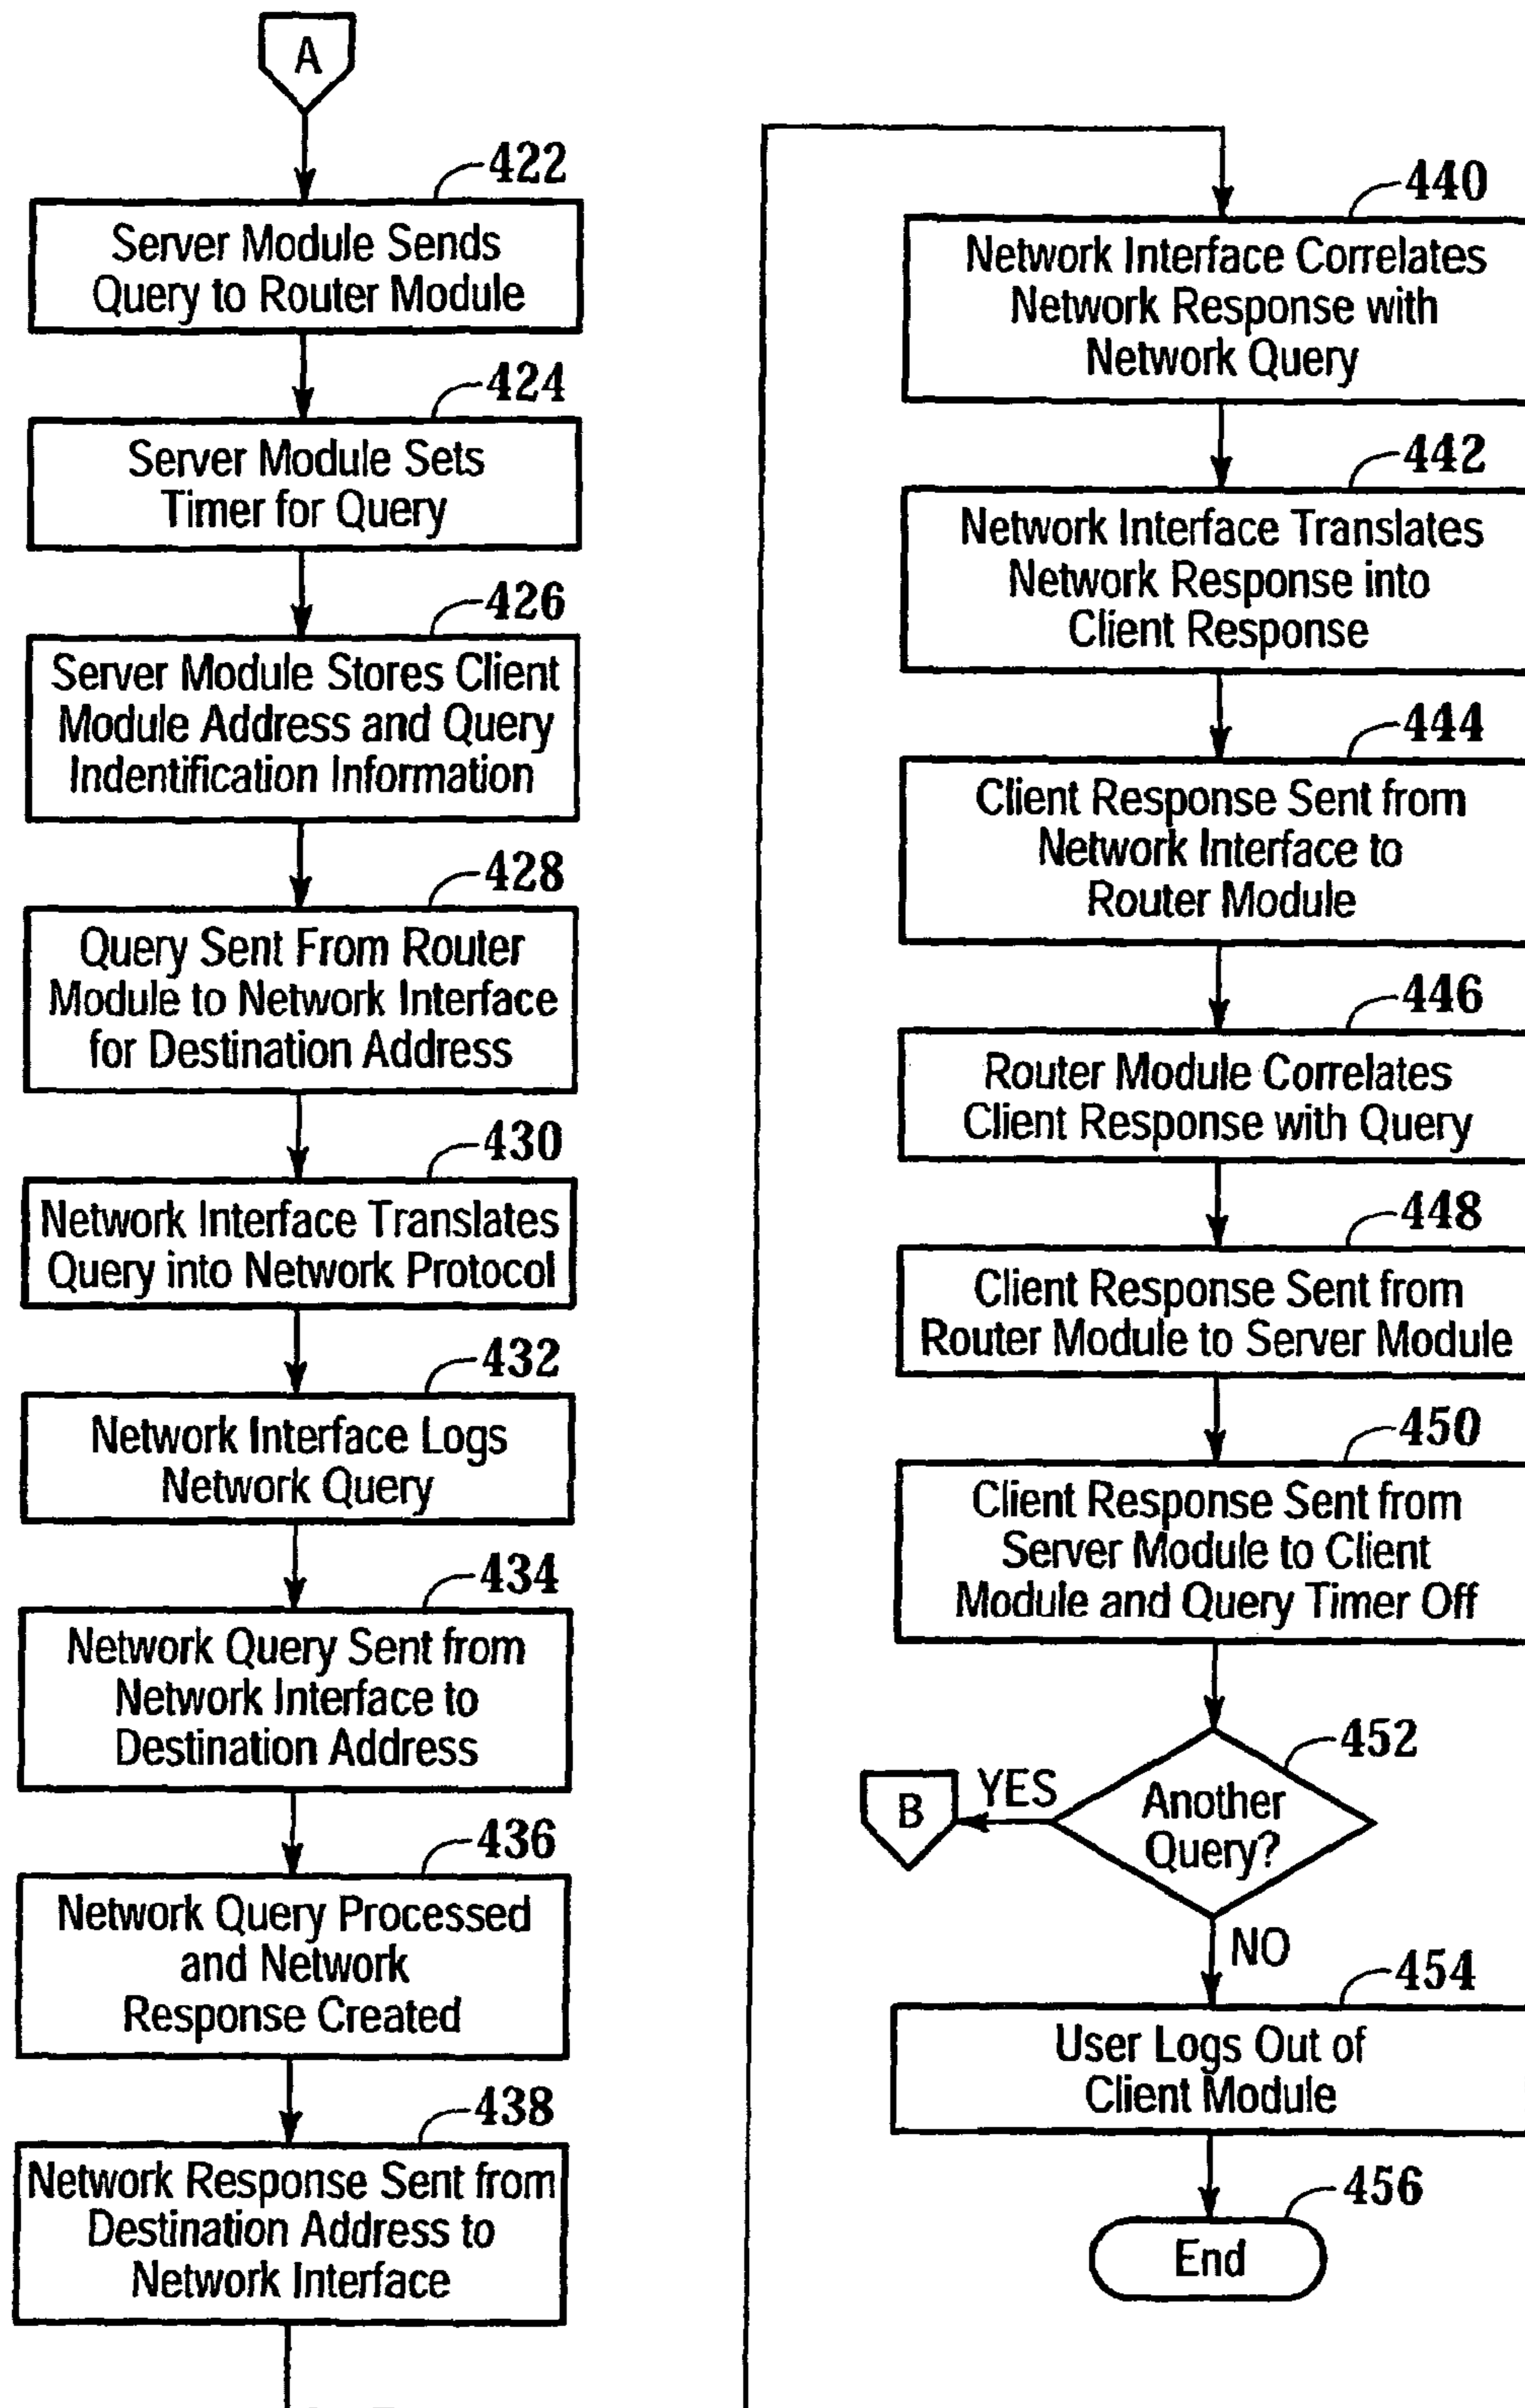 A
422
Server Module Sends
Query to Router Module
424
Server Module Sets
Timer for Query
426
Server Module Stores Client
Module Address and Query
Indentification Information
428
Query Sent From Router
Module to Network Interface
for Destination Address
430
Network Interface Translates
Query into Network Protocol
432
Network Interface Logs
Network Query
434
Network Query Sent from
Network Interface to
Destination Address
436
Network Query Processed
and Network
Response Created
438
Network Response Sent from
Destination Address to
Network Interface
440
Network Interface Correlates
Network Response with
Network Query
442
Network Interface Translates
Network Response into
Client Response
444
Client Response Sent from
Network Interface to
Router Module
446
Router Module Correlates
Client Response with Query
448
Client Response Sent from
Router Module to Server Module
450
Client Response Sent from
Server Module to Client
Module and Query Timer Off
452
Another
Query?
YES
B
NO
454
User Logs Out of
Client Module
456
End